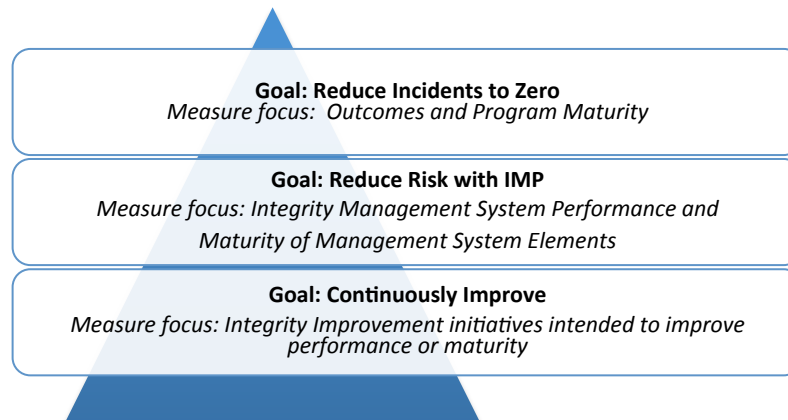 Goal: Reduce Incidents to Zero
Measure focus:  Outcomes and Program Maturity
Goal: Reduce Risk with IMP
Measure focus: Integrity Management System Performance and
Maturity of Management System Elements
Goal: Continuously Improve
Measure focus: Integrity Improvement initiatives intended to improve
performance or maturity